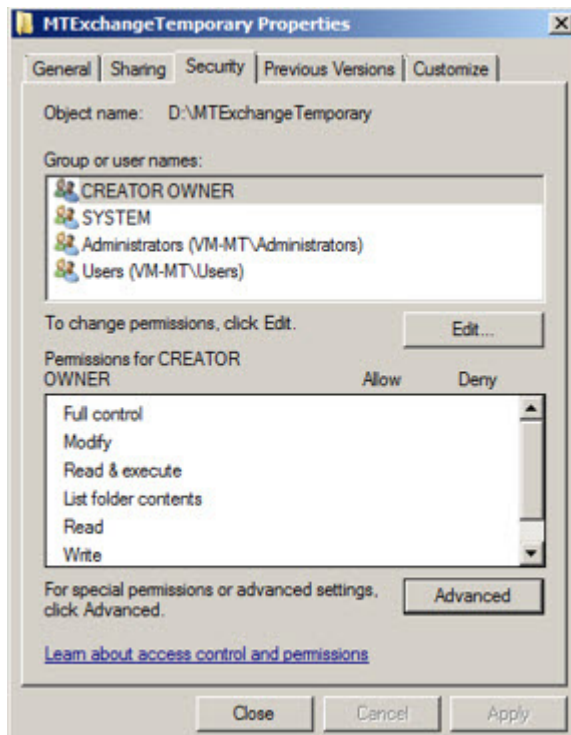 MTExchangeTemporary Properties
General Sharing Security Previous Versions Customize
Object name: D:\MTExchangeTemporary
Group or user names:
CREATOR OWNER
SYSTEM
Administrators (VM-MT\Administrators)
Users (VM-MT\Users)
To change permissions, click Edit.
Edit...
Permissions for CREATOR
OWNER Allow Deny
Full control
Modify
Read & execute
List folder contents
Read
Write
For special permissions or advanced settings,
click Advanced.
Advanced
Learn about access control and permissions
Close Cancel Apply